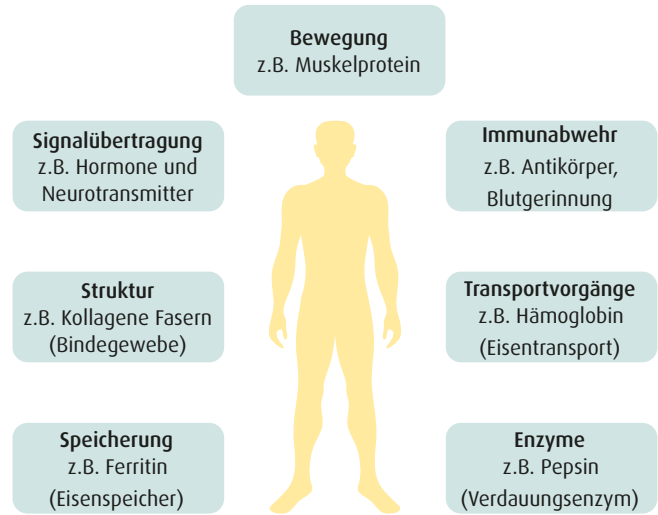 Bewegung
z.B. Muskelprotein
Signalübertragung
z.B. Hormone und
Neurotransmitter
Immunabwehr
z.B. Antikörper,
Blutgerinnung
Struktur
z.B. Kollagene Fasern
(Bindegewebe)
Transportvorgänge
z.B. Hämoglobin
(Eisentransport)
Speicherung
z.B. Ferritin
(Eisenspeicher)
Enzyme
z.B. Pepsin
(Verdauungsenzym)